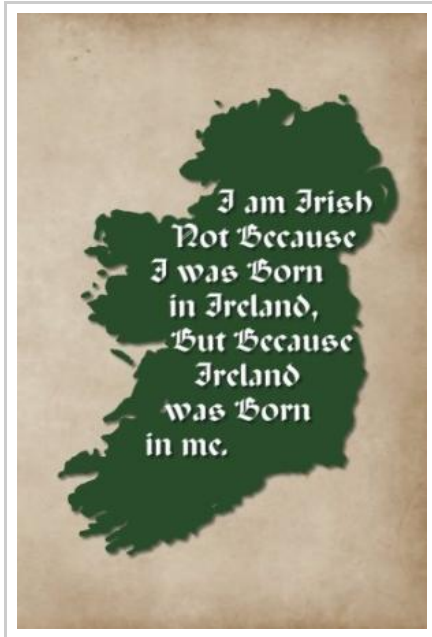 I am Irish
Not Because
I was Born
in Ireland,
But Because
Ireland
was Born
in me.